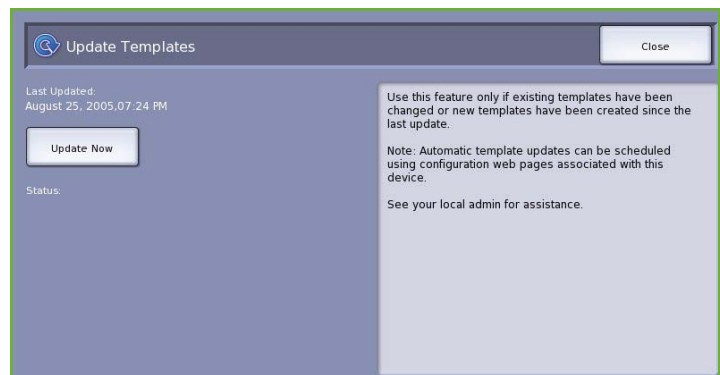 Update Templates
Close
Last Updated:
August 25, 2005,07:24 PM
Update Now
Status:
Use this feature only if existing templates have been
changed or new templates have been created since the
last update.
Note: Automatic template updates can be scheduled
using configuration web pages associated with this
device.
See your local admin for assistance.